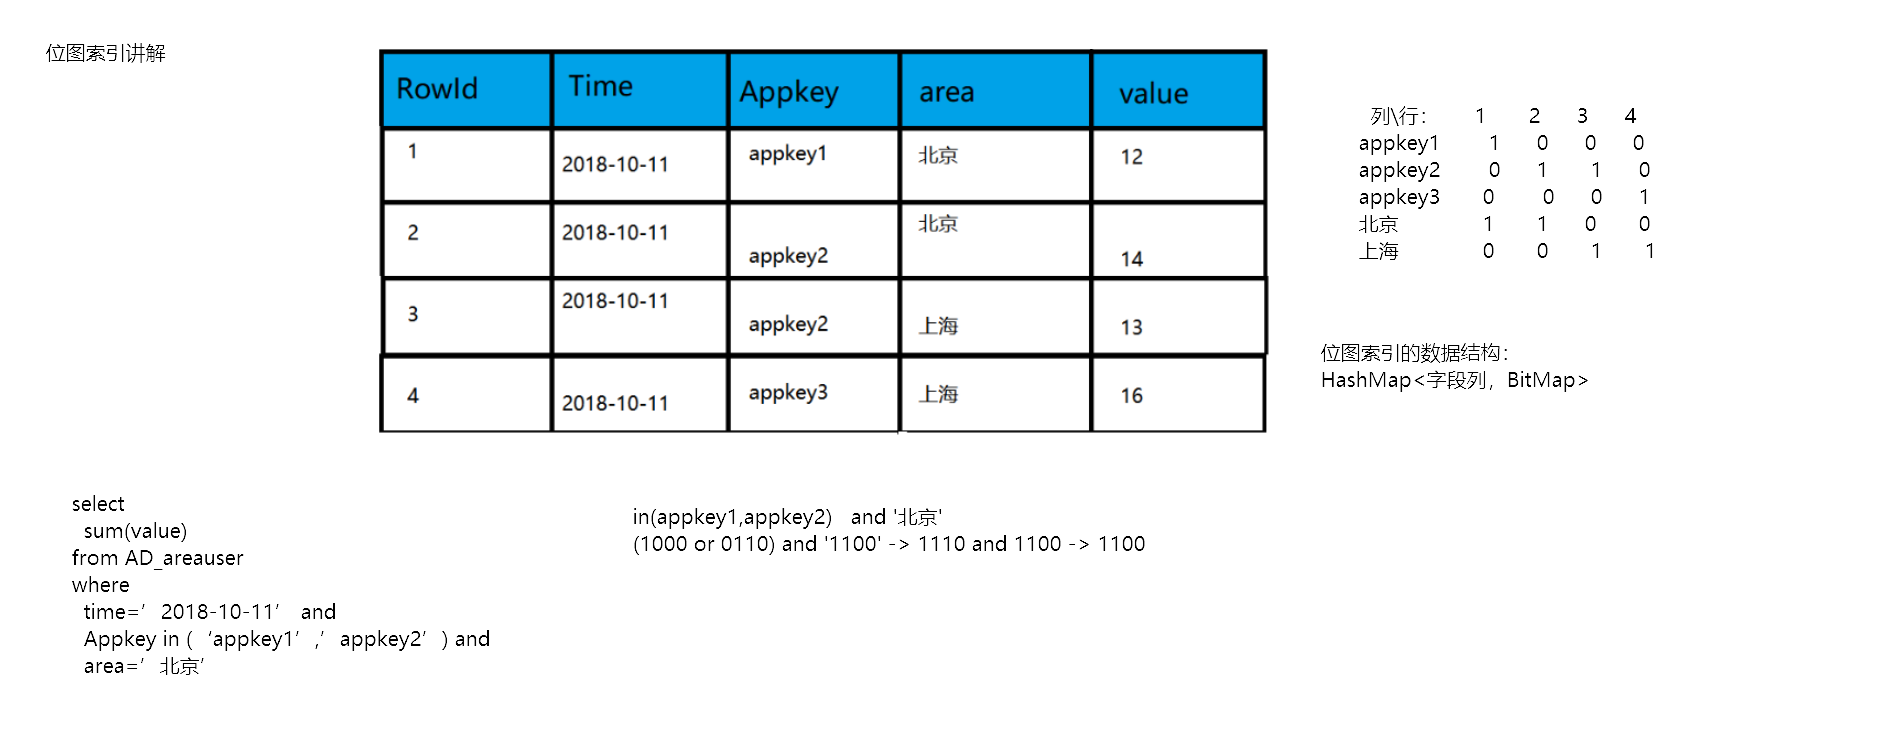 位图索引讲解
RowId Time Appkey area value
1 2018-10-11 appkey1 北京 12
2 2018-10-11 appkey2 北京 14
3 2018-10-11 appkey2 上海 13
4 2018-10-11 appkey3 上海 16
列\行： 1 2 3 4
appkey1 1 0 0 0
appkey2 0 1 1 0
appkey3 0 0 0 1
北京 1 1 0 0
上海 0 0 1 1
位图索引的数据结构：
HashMap<字段列，BitMap>
select
sum(value)
from AD_areauser
where
time=’2018-10-11’ and
Appkey in (‘appkey1’,’appkey2’) and
area=’北京’
in(appkey1,appkey2) and '北京'
(1000 or 0110) and '1100' -> 1110 and 1100 -> 1100